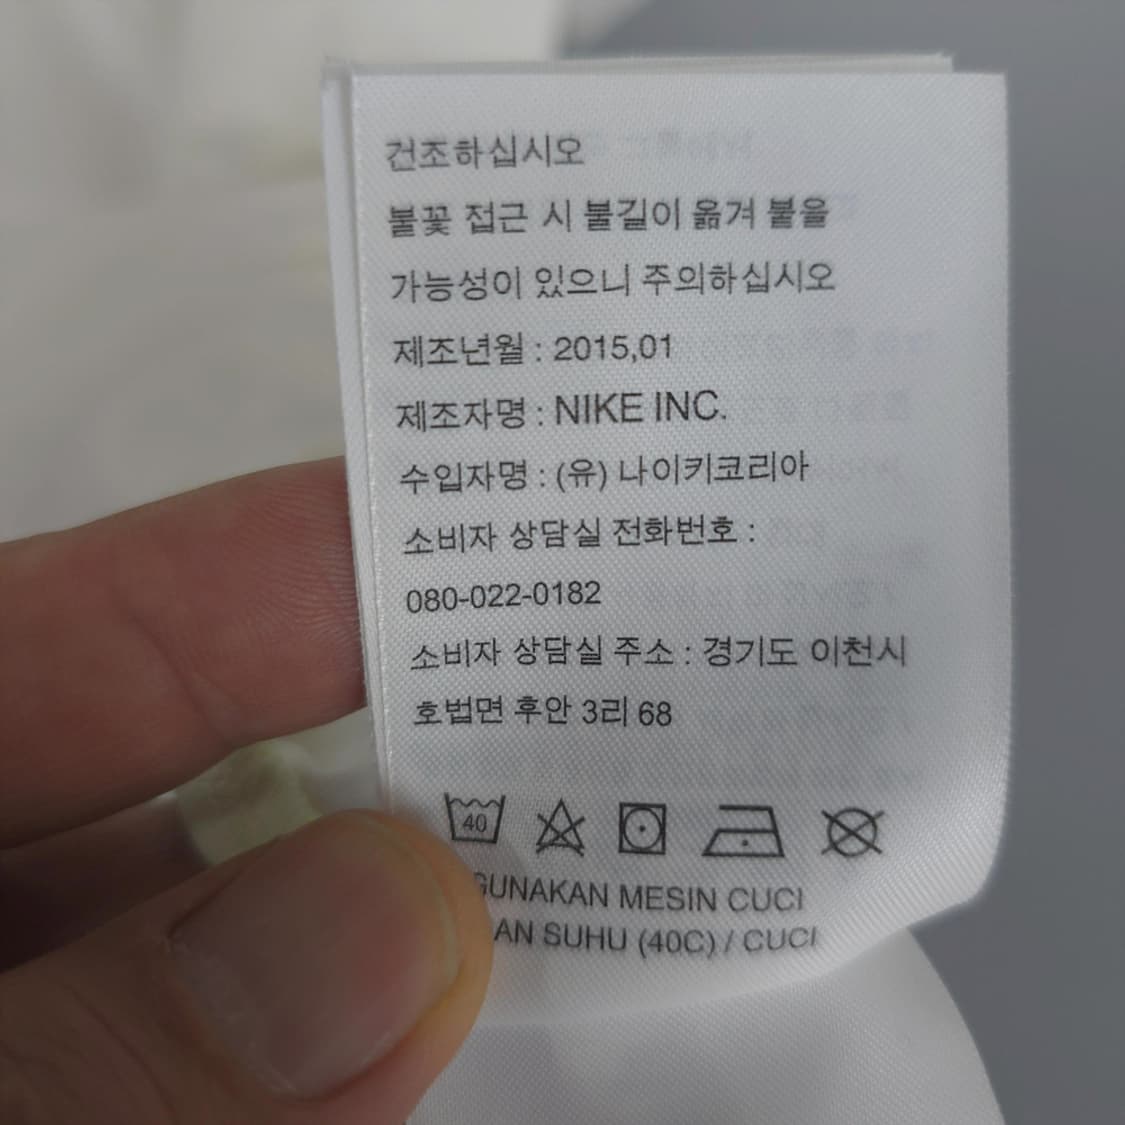 건조하십시오
불꽃 접근 시 불길이 옮겨 붙을
가능성이 있으니 주의하십시오
제조년월 : 2015,01
제조자명 : NIKE INC.
수입자명 : (유) 나이키코리아
소비자 상담실 전화번호 :
080-022-0182
소비자 상담실 주소 : 경기도 이천시
호법면 후안 3리 68
40
GUNAKAN MESIN CUCI
AN SUHU (40C) / CUCI